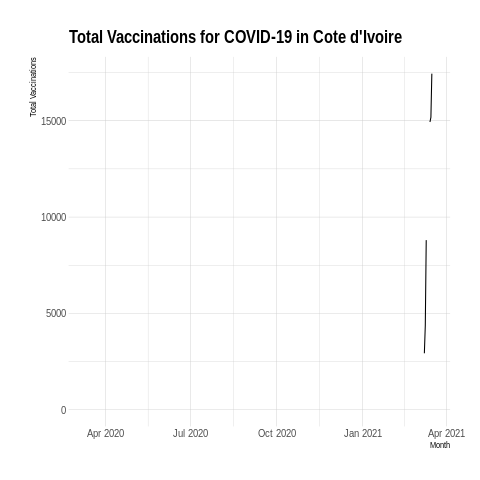 Total Vaccinations for COVID-19 in Cote d'Ivoire
Total Vaccinations
15000
10000
5000
0
Apr 2020 Jul 2020 Oct 2020 Jan 2021 Apr 2021
Month